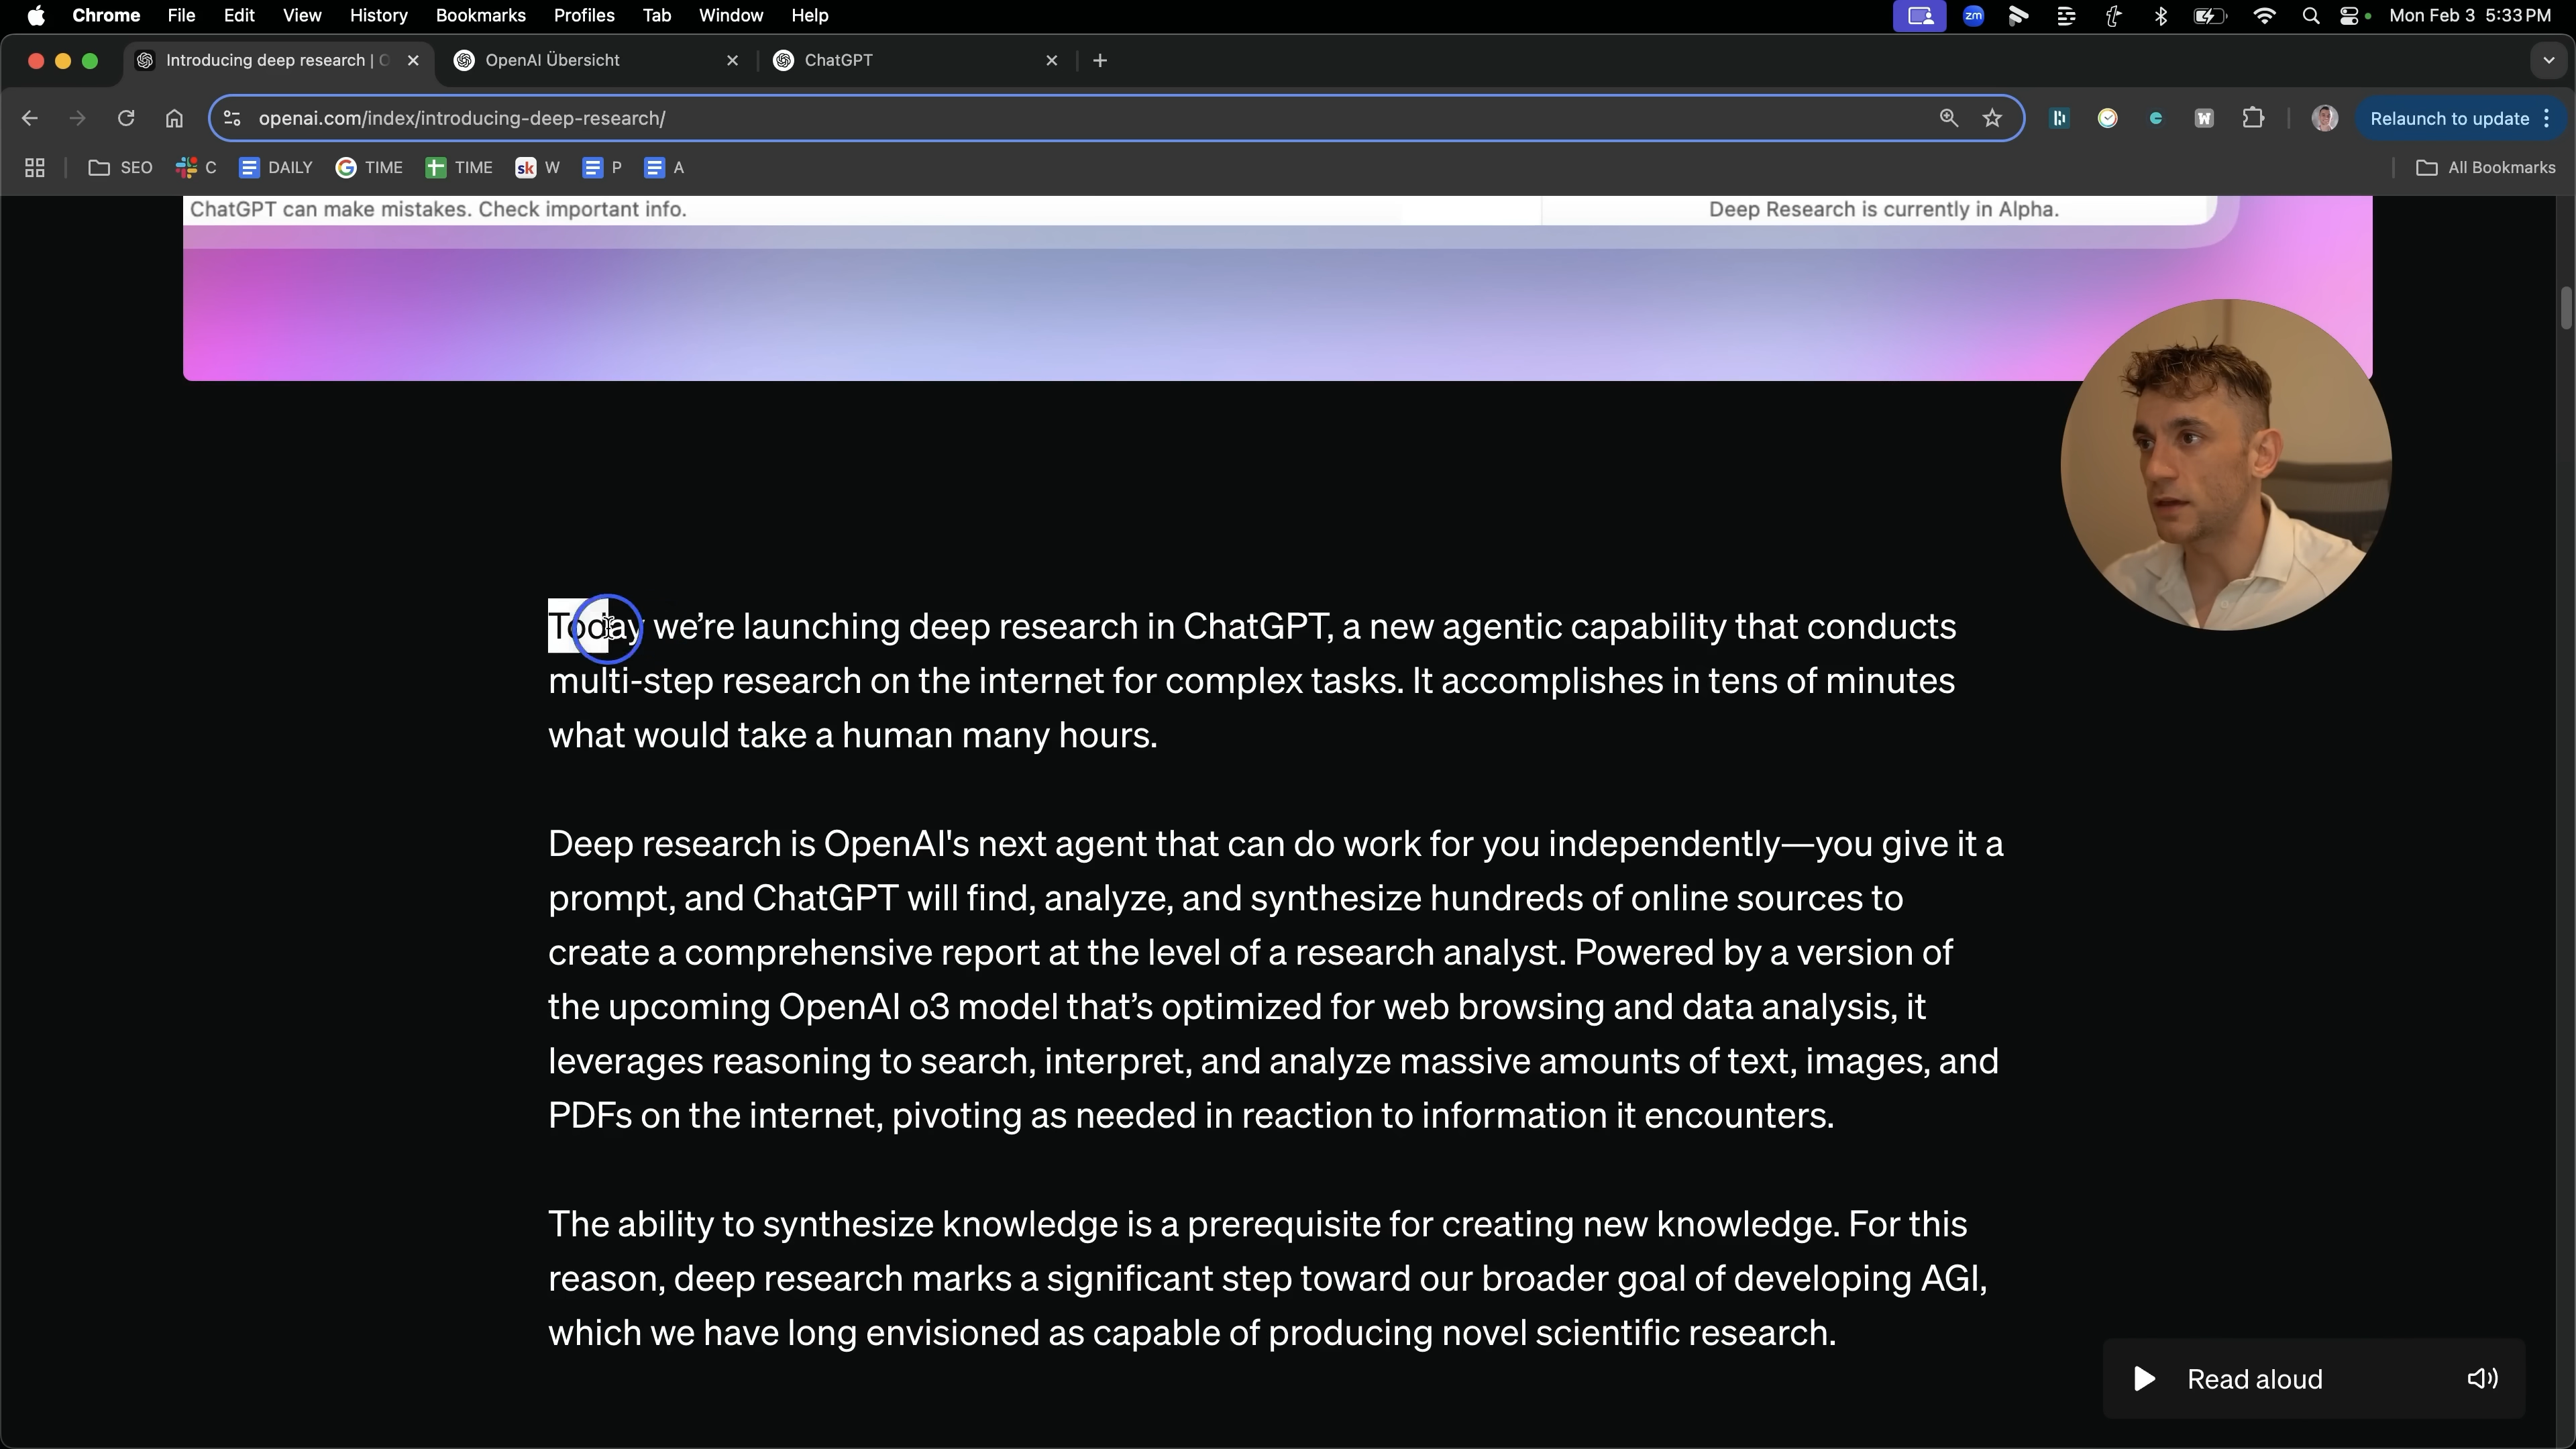 Chrome File Edit View History Bookmarks Profiles Tab Window Help
zm
Mon Feb 3 5:33 PM
Introducing deep research |
OpenAI Übersicht
ChatGPT
openai.com/index/introducing-deep-research/
W
Relaunch to update
SEO
C
DAILY
TIME
TIME
sk W
P
A
All Bookmarks
ChatGPT can make mistakes. Check important info.
Deep Research is currently in Alpha.
Today we’re launching deep research in ChatGPT, a new agentic capability that conducts
multi-step research on the internet for complex tasks. It accomplishes in tens of minutes
what would take a human many hours.
Deep research is OpenAI's next agent that can do work for you independently—you give it a
prompt, and ChatGPT will find, analyze, and synthesize hundreds of online sources to
create a comprehensive report at the level of a research analyst. Powered by a version of
the upcoming OpenAI o3 model that’s optimized for web browsing and data analysis, it
leverages reasoning to search, interpret, and analyze massive amounts of text, images, and
PDFs on the internet, pivoting as needed in reaction to information it encounters.
The ability to synthesize knowledge is a prerequisite for creating new knowledge. For this
reason, deep research marks a significant step toward our broader goal of developing AGI,
which we have long envisioned as capable of producing novel scientific research.
Read aloud